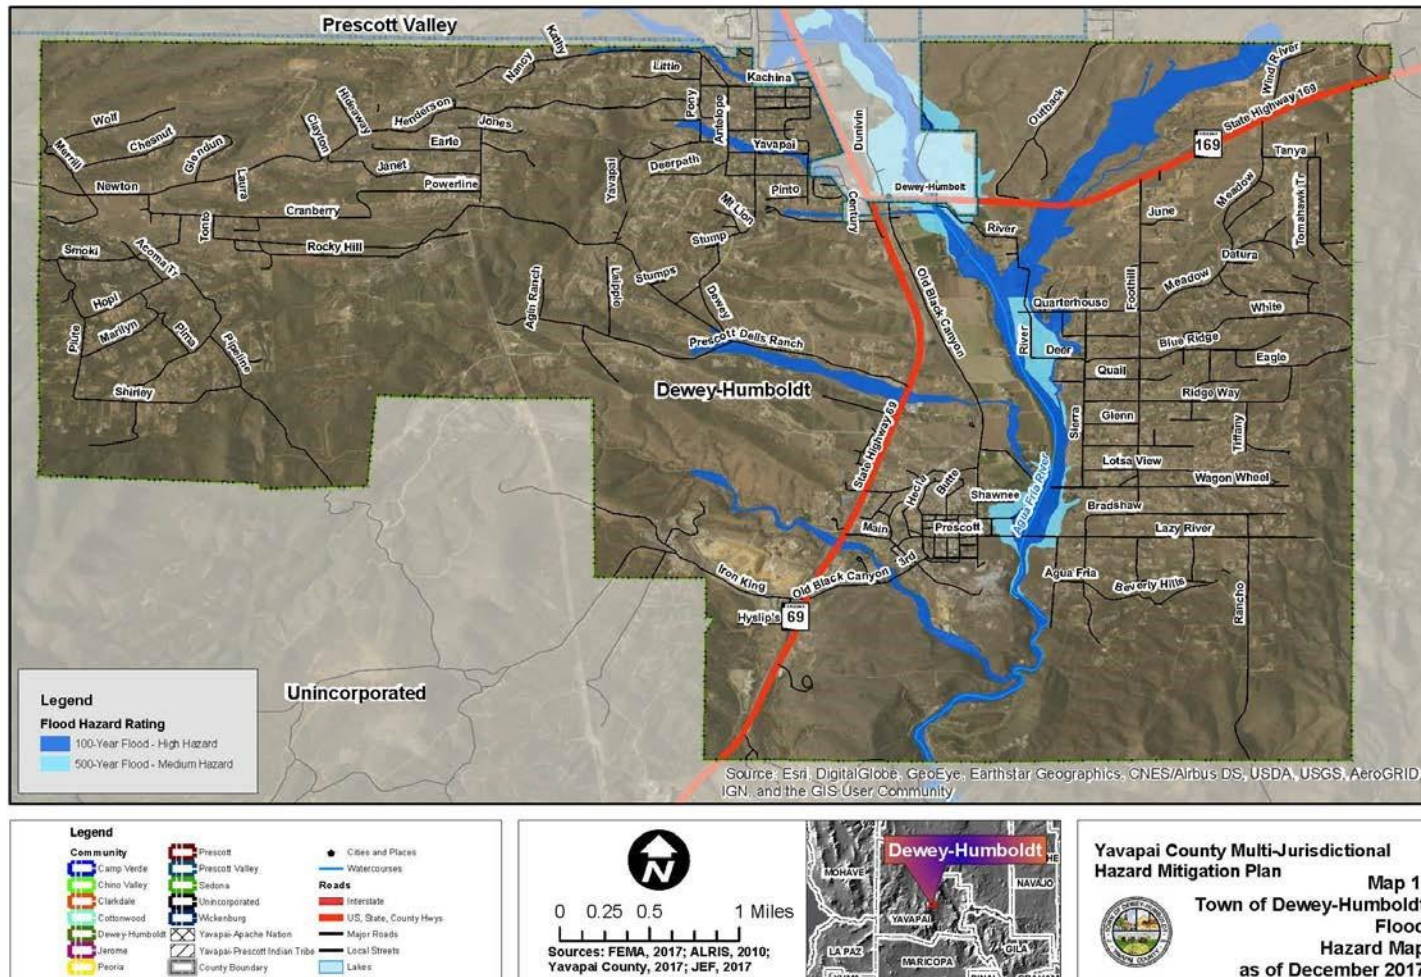 Prescott Valley
Kathy
Nancy
Little
Kachina
Wind River
State Highway 169
Outback
169
Wolf
Chesnut
Glendun
Merrill
Clayton
Hideaway
Henderson
Jones
Earle
Janet
Powerline
Pony
Antelope
Yavapai
Deerpath
Yavapai
Pinto
Dunivin
Dewey-Humbolt
Century
Tanya
Meadow
Tomahawk Tr
June
Newton
Laura
Tonto
Cranberry
Rocky Hill
Mt Lion
Stump
Stumps
Laipple
Agin Ranch
Dewey
River
Old Black Canyon
Foothill
Datura
Meadow
White
Smoki
Acoma Tr
Hopi
Marilyn
Pima
Piute
Pipeline
Shirley
Prescott Dells Ranch
Quarterhouse
River
Deer
Blue Ridge
Eagle
Quail
Ridge Way
Dewey-Humboldt
State Highway 69
Sierra
Glenn
Tiffany
Lotsa View
Wagon Wheel
Hecla
Butte
Shawnee
Agua Fria River
Bradshaw
Main
Prescott
Lazy River
Iron King
Old Black Canyon
3rd
Agua Fria
Beverly Hills
Rancho
Hyslip's
69
Unincorporated
Legend
Flood Hazard Rating
100-Year Flood - High Hazard
500-Year Flood - Medium Hazard
Source: Esri, DigitalGlobe, GeoEye, Earthstar Geographics, CNES/Airbus DS, USDA, USGS, AeroGRID,
IGN, and the GIS User Community
Legend
Community
Camp Verde
Chino Valley
Clarkdale
Cottonwood
Dewey-Humboldt
Jerome
Peoria
Prescott
Prescott Valley
Sedona
Unincorporated
Wickenburg
Yavapai-Apache Nation
Yavapai-Prescott Indian Tribe
County Boundary
Cities and Places
Watercourses
Roads
Interstate
US, State, County Hwys
Major Roads
Local Streets
Lakes
N
0 0.25 0.5 1 Miles
Sources: FEMA, 2017; ALRIS, 2010;
Yavapai County, 2017; JEF, 2017
Dewey-Humboldt
MOHAVE
NAVAJO
YAVAPAI
LA PAZ
GILA
MARICOPA
Yavapai County Multi-Jurisdictional
Hazard Mitigation Plan
Map 1
Town of Dewey-Humboldt
Flood
Hazard Map
as of December 2017